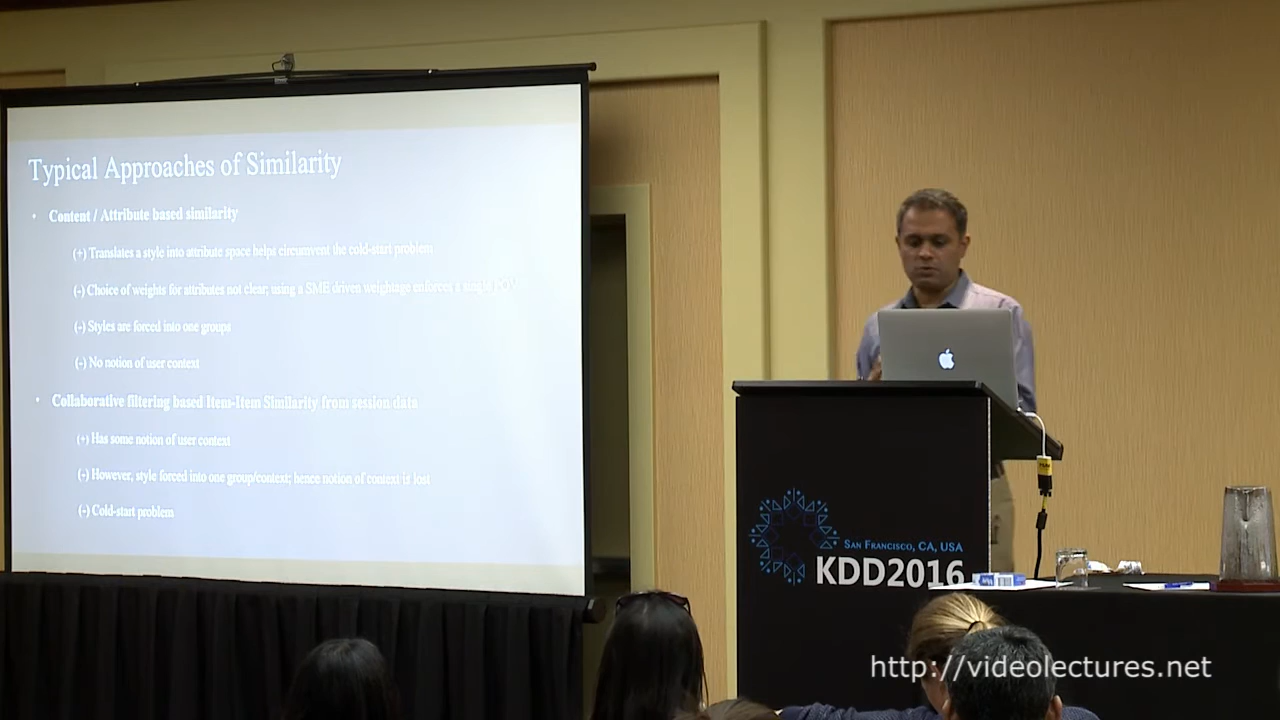 Typical Approaches of Similarity
• Content / Attribute based similarity
(+) Translates a style into attribute space helps circumvent the cold-start problem
(-) Choice of weights for attributes not clear; using a SME driven weightage enforces a single POV
(-) Styles are forced into one groups
(-) No notion of user context
• Collaborative filtering based Item-Item Similarity from session data
(+) Has some notion of user context
(-) However, style forced into one group/context; hence notion of context is lost
(-) Cold-start problem
San Francisco, CA, USA
KDD2016
http://videolectures.net